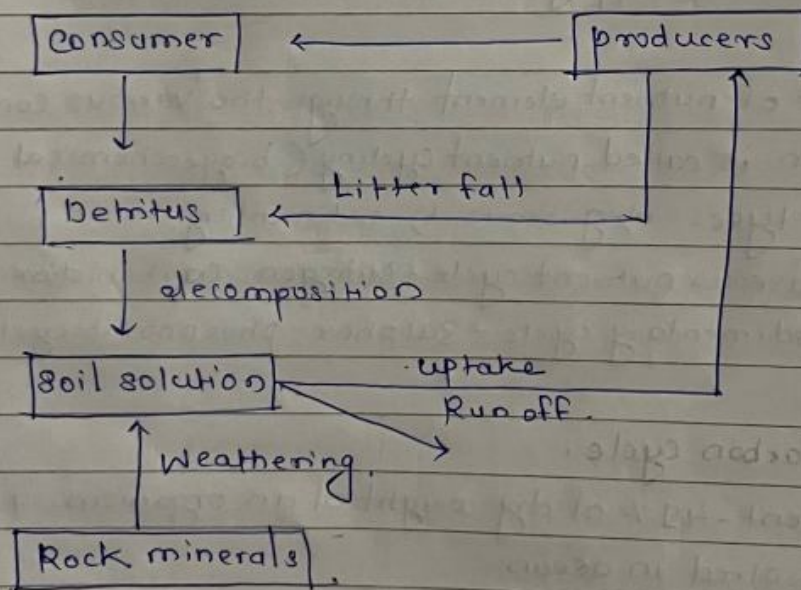 Consumer
producers
Litter fall
Detritus
decomposition
uptake
Soil solution
Run off.
Weathering.
Rock minerals.